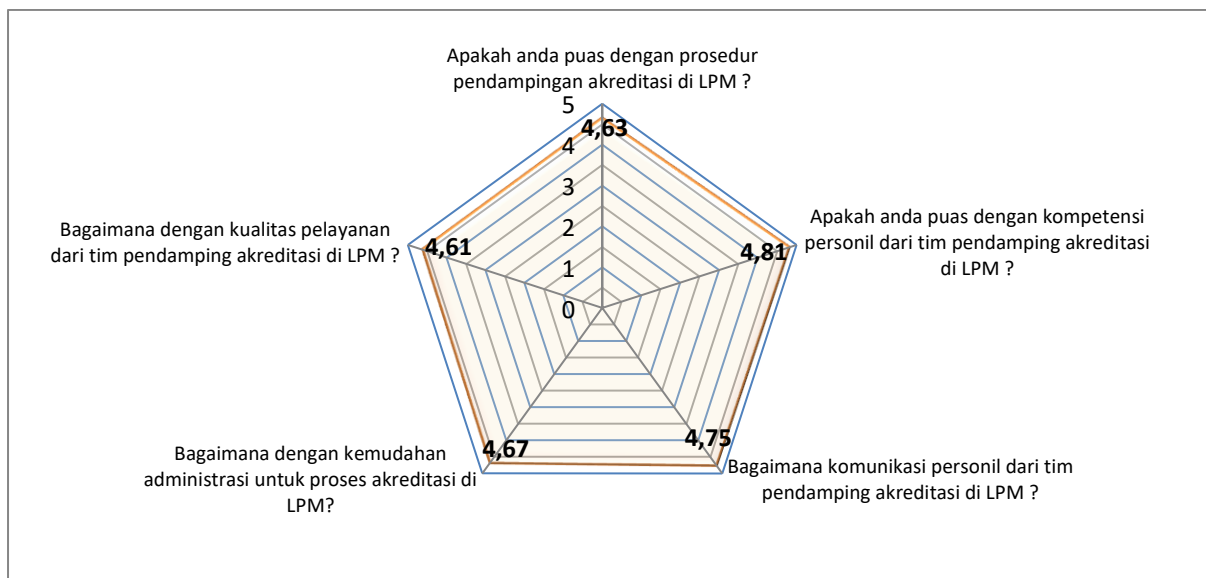 Apakah anda puas dengan prosedur
pendampingan akreditasi di LPM ?
5
4,63
4
3
2
1
0
Apakah anda puas dengan kompetensi
personil dari tim pendamping akreditasi
di LPM ?
4,81
Bagaimana komunikasi personil dari tim
pendamping akreditasi di LPM ?
4,75
Bagaimana dengan kemudahan
administrasi untuk proses akreditasi di
LPM?
4,67
Bagaimana dengan kualitas pelayanan
dari tim pendamping akreditasi di LPM ?
4,61